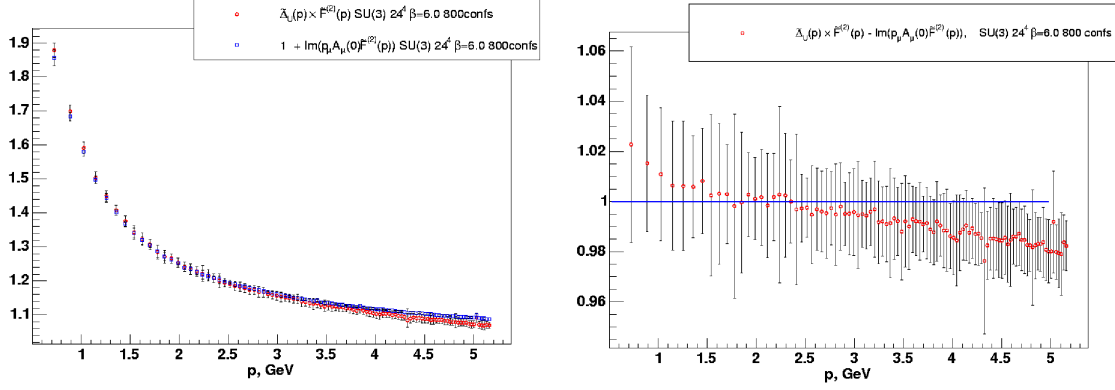 Δ̃_U(p)× F̃^(2)(p) SU(3) 24^4 β=6.0 800confs
1 + Im(p_μ A_μ(0)F̃^(2)(p)) SU(3) 24^4 β=6.0 800confs
1.9
1.8
1.7
1.6
1.5
1.4
1.3
1.2
1.1
1 1.5 2 2.5 3 3.5 4 4.5 5
p, GeV
Δ̃_U(p)× F̃^(2)(p) - Im(p_μ A_μ(0)F̃^(2)(p)), SU(3) 24^4 β=6.0 800 confs
1.06
1.04
1.02
1
0.98
0.96
1 1.5 2 2.5 3 3.5 4 4.5 5
p, GeV